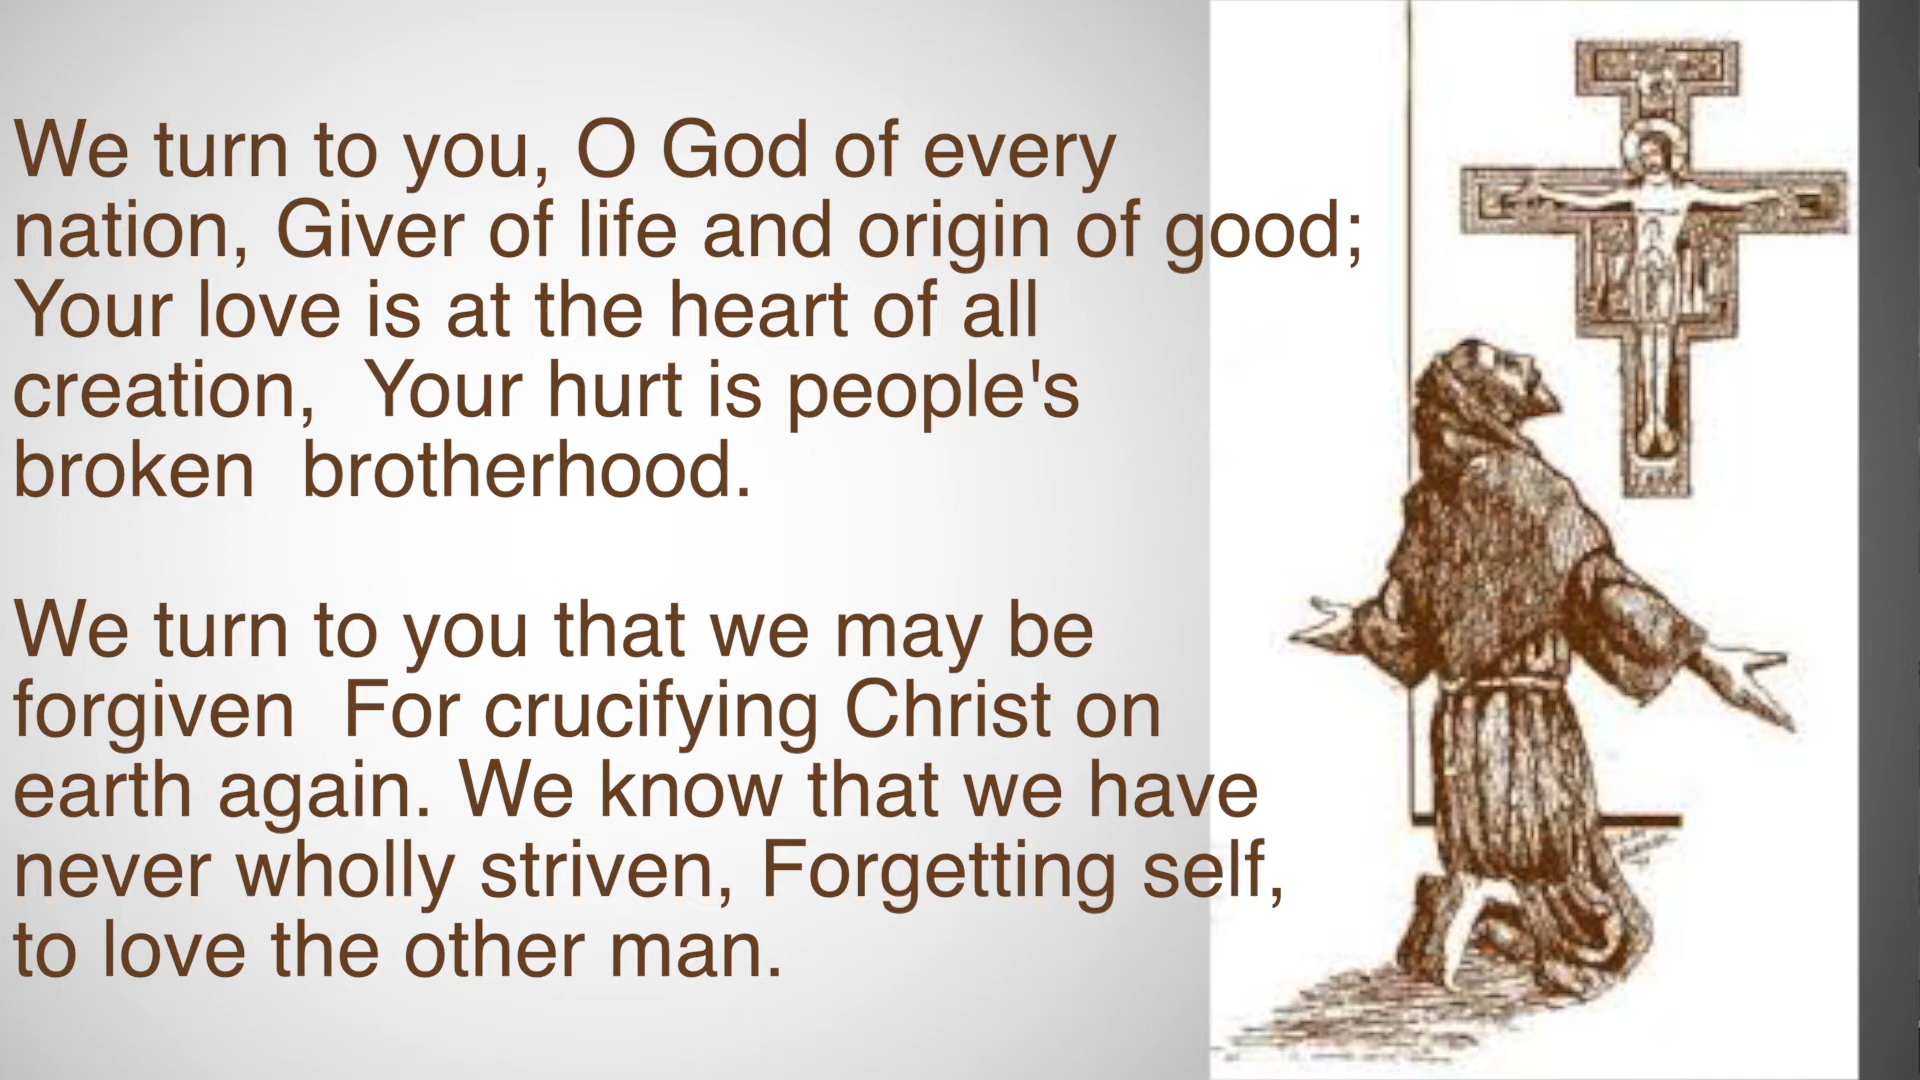 We turn to you, O God of every
nation, Giver of life and origin of good;
Your love is at the heart of all
creation,  Your hurt is people's
broken  brotherhood.
We turn to you that we may be
forgiven  For crucifying Christ on
earth again. We know that we have
never wholly striven, Forgetting self,
to love the other man.